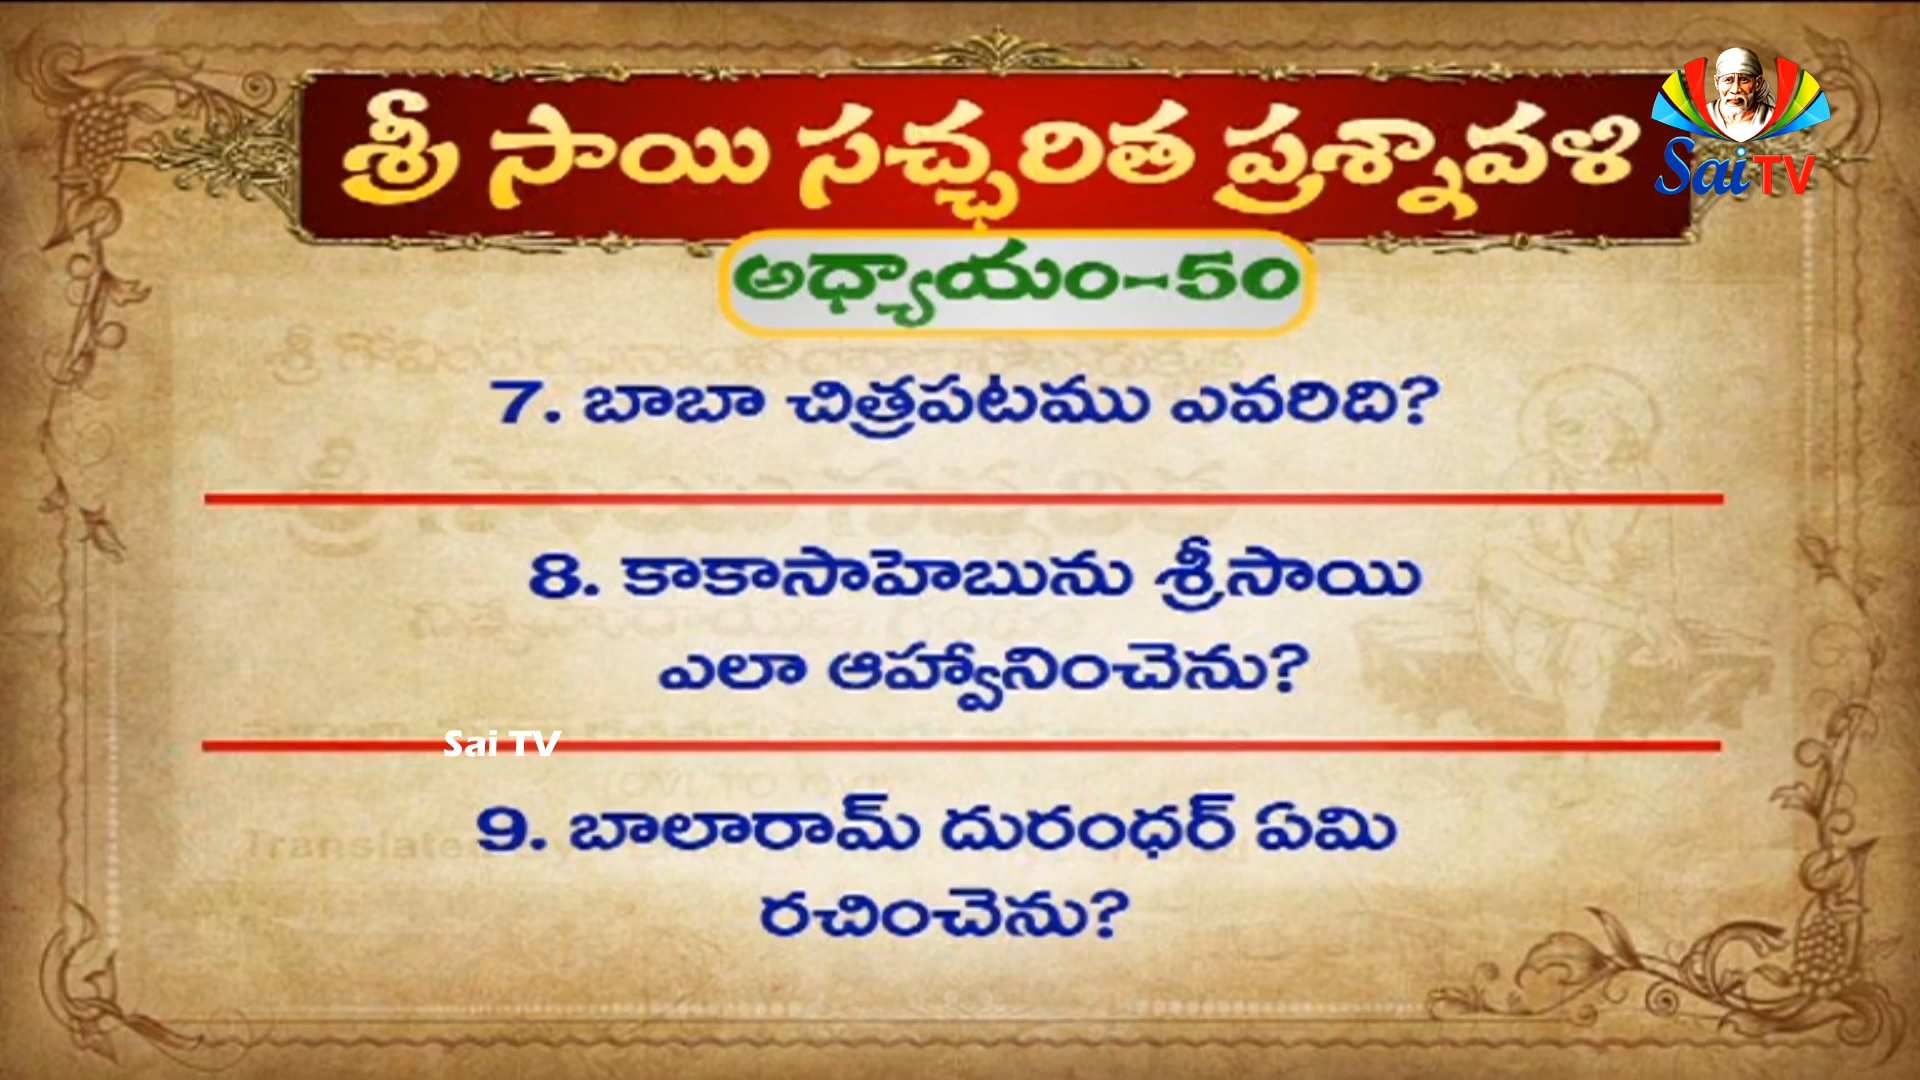 శ్రీ సాయి సచ్చరిత ప్రశ్నావళి
Sai TV
అధ్యాయం-50
7. బాబా చిత్రపటము ఎవరిది?
8. కాకాసాహెబును శ్రీసాయి
ఎలా ఆహ్వానించెను?
Sai TV
9. బాలారామ్ దురంధర్ ఏమి
రచించెను?